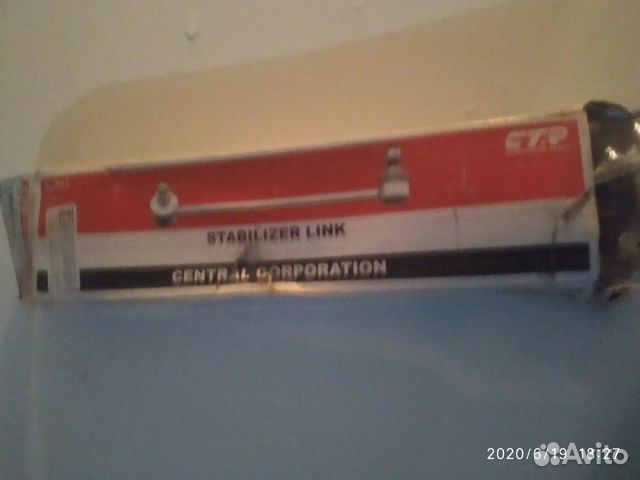 CTR
STABILIZER LINK
CENTRAL CORPORATION
2020/6/19 18:27
Avito